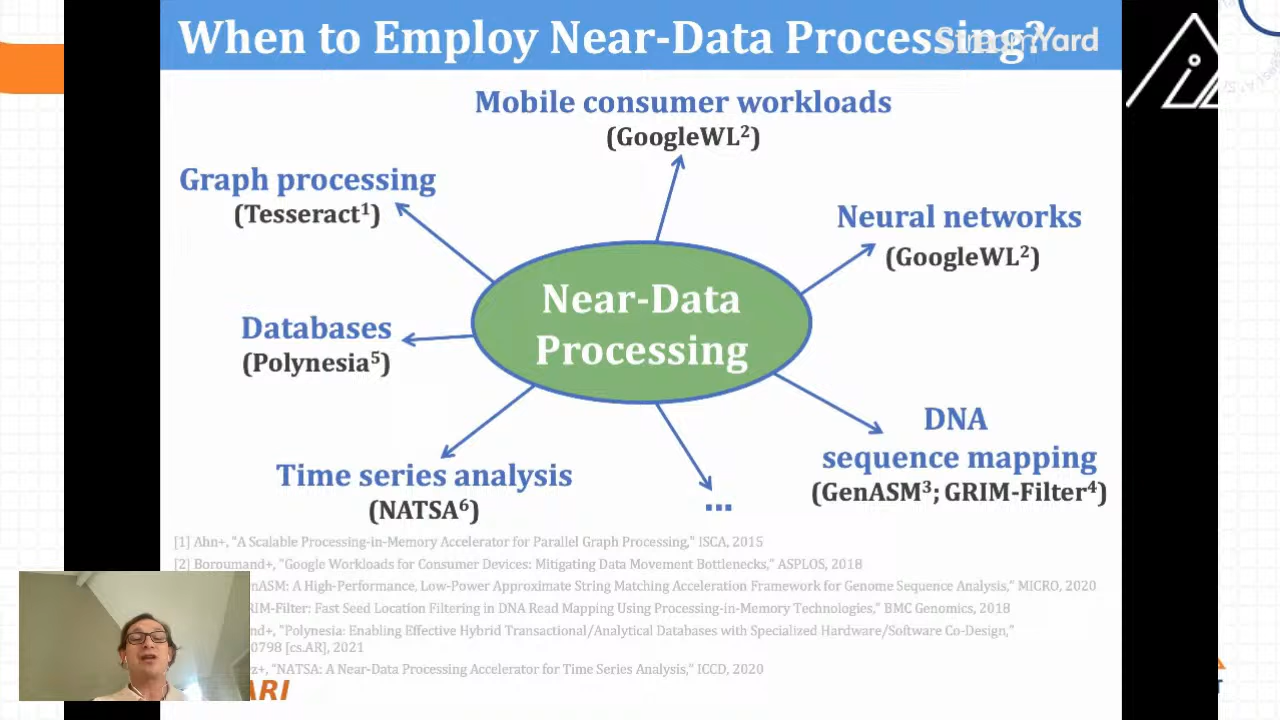 When to Employ Near-Data Processing?
StreamYard
Mobile consumer workloads
(GoogleWL²)
Graph processing
(Tesseract¹)
Neural networks
(GoogleWL²)
Near-Data
Processing
Databases
(Polynesia⁵)
DNA
sequence mapping
(GenASM³; GRIM-Filter⁴)
Time series analysis
(NATSA⁶)
...
[1] Ahn+, "A Scalable Processing-in-Memory Accelerator for Parallel Graph Processing," ISCA, 2015
[2] Boroumand+, "Google Workloads for Consumer Devices: Mitigating Data Movement Bottlenecks," ASPLOS, 2018
A High-Performance, Low-Power Approximate String Matching Acceleration Framework for Genome Sequence Analysis," MICRO, 2020
Fast Seed Location Filtering in DNA Read Mapping Using Processing-in-Memory Technologies," BMC Genomics, 2018
"Polynesia: Enabling Effective Hybrid Transactional/Analytical Databases with Specialized Hardware/Software Co-Design,"
[cs.AR], 2021
"NATSA: A Near-Data Processing Accelerator for Time Series Analysis," ICCD, 2020